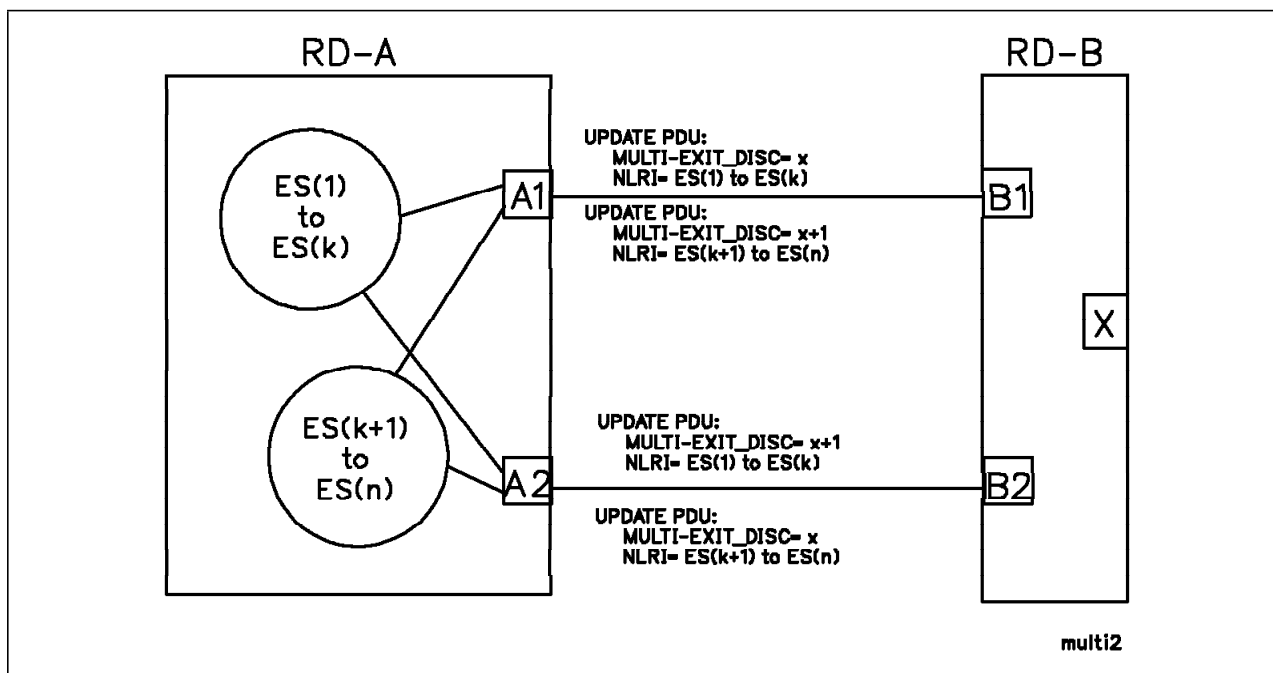 RD-A
RD-B
ES(1)
to
ES(k)
A1
UPDATE PDU:
MULTI-EXIT_DISC= x
NLRI= ES(1) to ES(k)
UPDATE PDU:
MULTI-EXIT_DISC= x+1
NLRI= ES(k+1) to ES(n)
B1
X
ES(k+1)
to
ES(n)
A2
UPDATE PDU:
MULTI-EXIT_DISC= x+1
NLRI= ES(1) to ES(k)
UPDATE PDU:
MULTI-EXIT_DISC= x
NLRI= ES(k+1) to ES(n)
B2
multi2